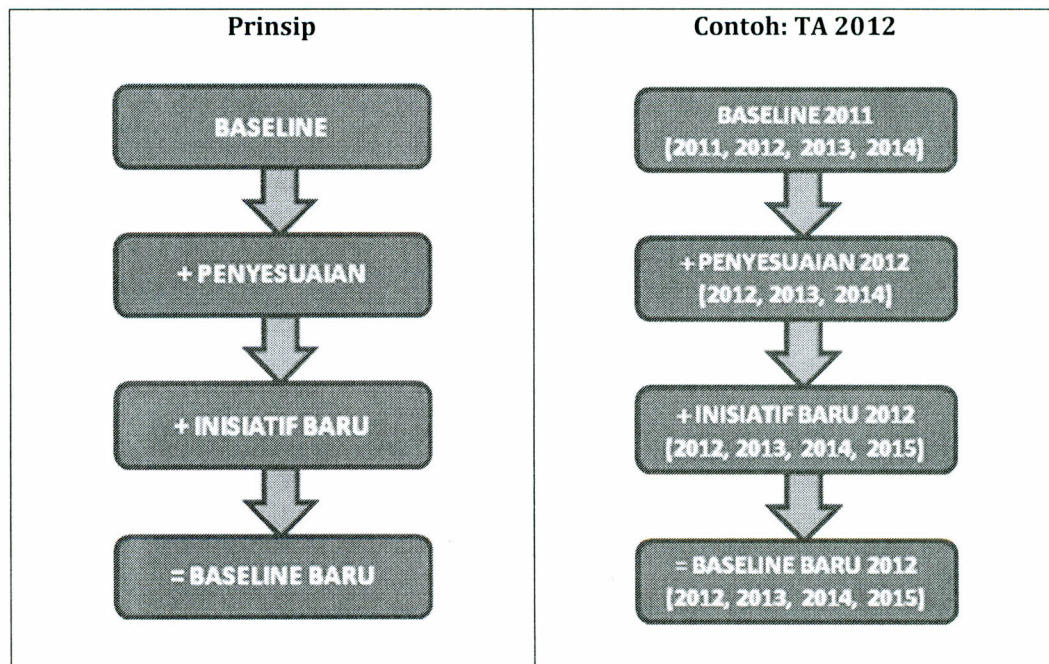 Prinsip
BASELINE
+ PENYESUAIAN
+ INISIATIF BARU
= BASELINE BARU
Contoh: TA 2012
BASELINE 2011
[2011, 2012, 2013, 2014]
+ PENYESUAIAN 2012
[2012, 2013, 2014]
+ INISIATIF BARU 2012
[2012, 2013, 2014, 2015]
= BASELINE BARU 2012
[2012, 2013, 2014, 2015]